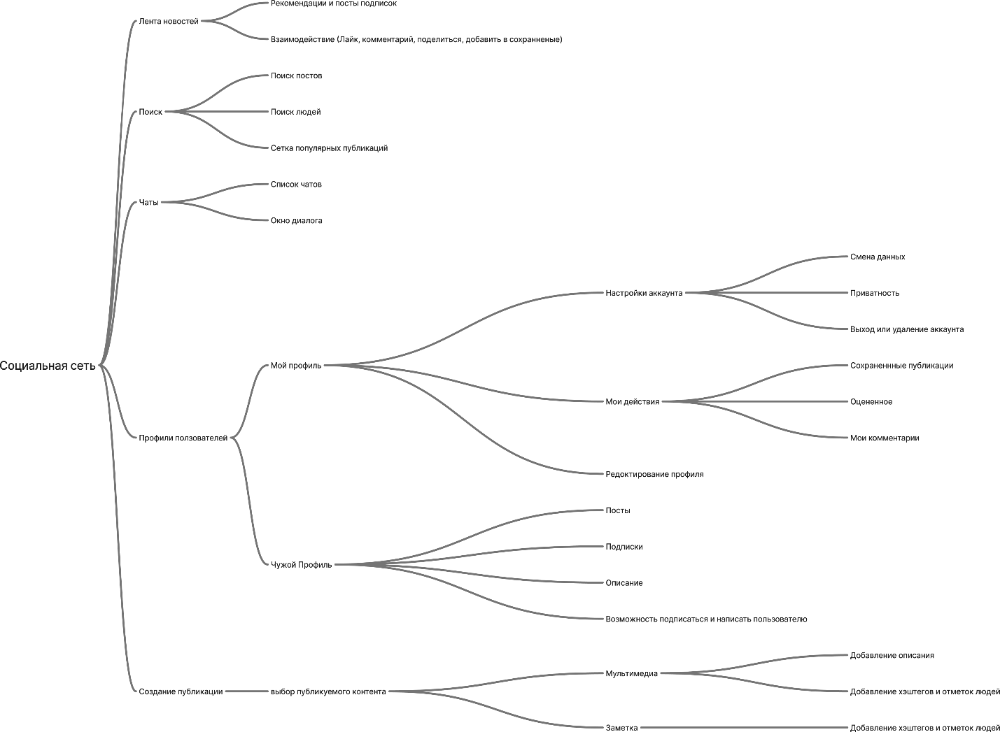 Рекомендации и посты подписок
Лента новостей
Взаимодействие (Лайк, комментарий, поделиться, добавить в сохранненые)
Поиск постов
Поиск
Поиск людей
Сетка популярных публикаций
Список чатов
Чаты
Окно диалога
Смена данных
Настройки аккаунта
Приватность
Выход или удаление аккаунта
Социальная сеть
Мой профиль
Сохраненнные публикации
Мои действия
Оцененное
Профили ползователей
Мои комментарии
Редоктирование профиля
Посты
Подписки
Чужой Профиль
Описание
Возможность подписаться и написать пользователю
Добавление описания
Мультимедиа
Создание публикации
выбор публикуемого контента
Добавление хэштегов и отметок людей
Заметка
Добавление хэштегов и отметок людей